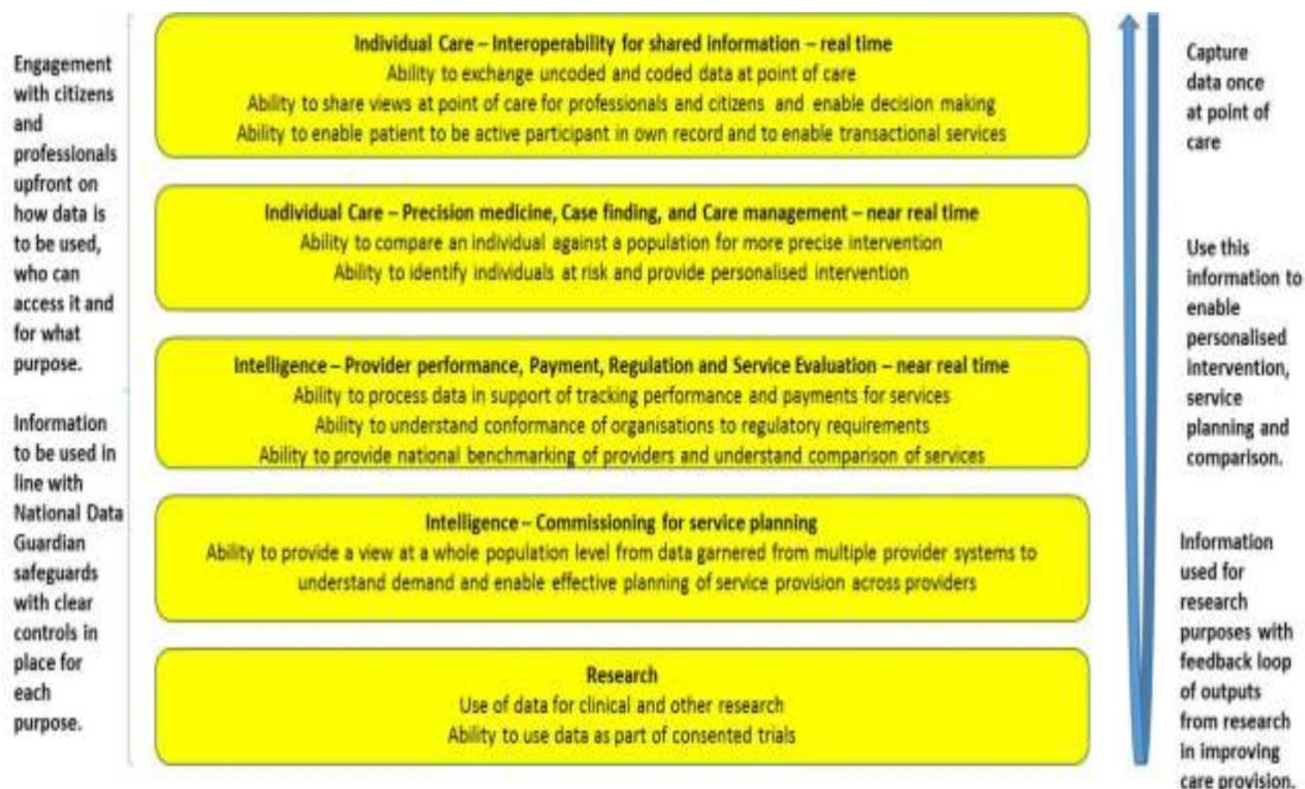 Engagement
with citizens
and
professionals
upfront on
how data is
to be used,
who can
access it and
for what
purpose.
Information
to be used in
line with
National Data
Guardian
safeguards
with clear
controls in
place for
each
purpose.
Individual Care – Interoperability for shared information – real time
Ability to exchange uncoded and coded data at point of care
Ability to share views at point of care for professionals and citizens and enable decision making
Ability to enable patient to be active participant in own record and to enable transactional services
Individual Care – Precision medicine, Case finding, and Care management – near real time
Ability to compare an individual against a population for more precise intervention
Ability to identify individuals at risk and provide personalised intervention
Intelligence – Provider performance, Payment, Regulation and Service Evaluation – near real time
Ability to process data in support of tracking performance and payments for services
Ability to understand conformance of organisations to regulatory requirements
Ability to provide national benchmarking of providers and understand comparison of services
Intelligence – Commissioning for service planning
Ability to provide a view at a whole population level from data garnered from multiple provider systems to
understand demand and enable effective planning of service provision across providers
Research
Use of data for clinical and other research
Ability to use data as part of consented trials
Capture
data once
at point of
care
Use this
information to
enable
personalised
intervention,
service
planning and
comparison.
Information
used for
research
purposes with
feedback loop
of outputs
from research
in improving
care provision.